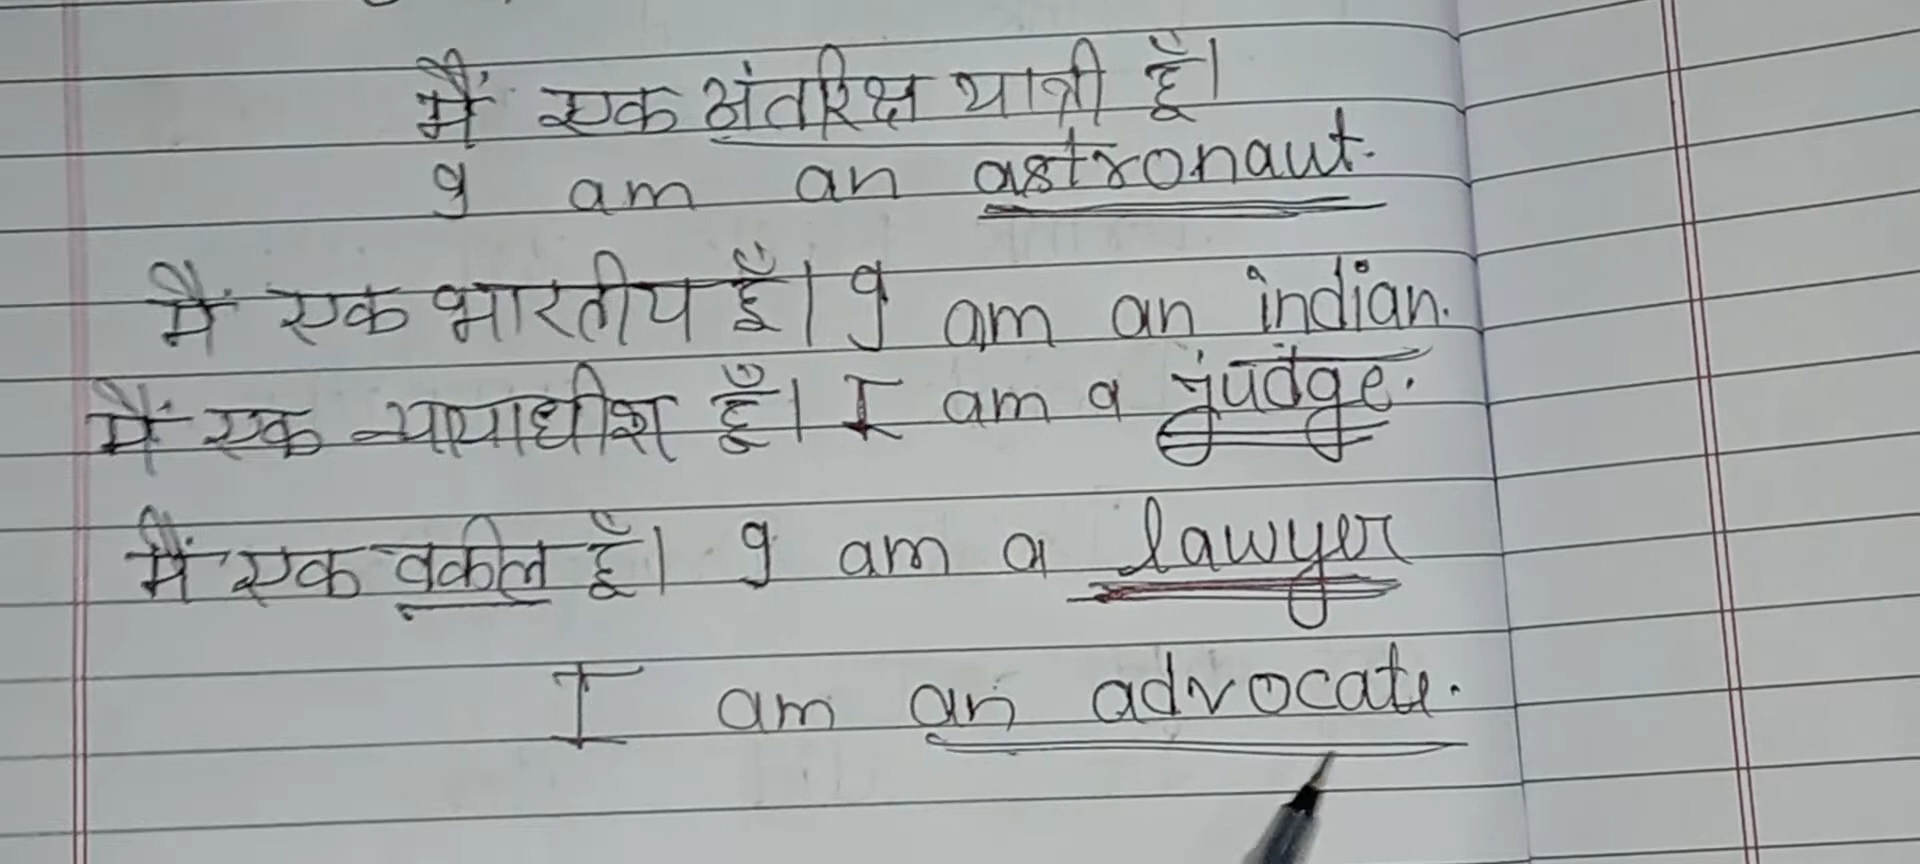 मैं एक अंतरिक्ष यात्री हूँ।
I am an astronaut.
मैं एक भारतीय हूँ। I am an indian.
मैं एक न्यायाधीश हूँ। I am a judge.
मैं एक वकील हूँ। I am a lawyer
I am an advocate.